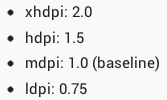 • xhdpi: 2.0
• hdpi: 1.5
• mdpi: 1.0 (baseline)
• ldpi: 0.75